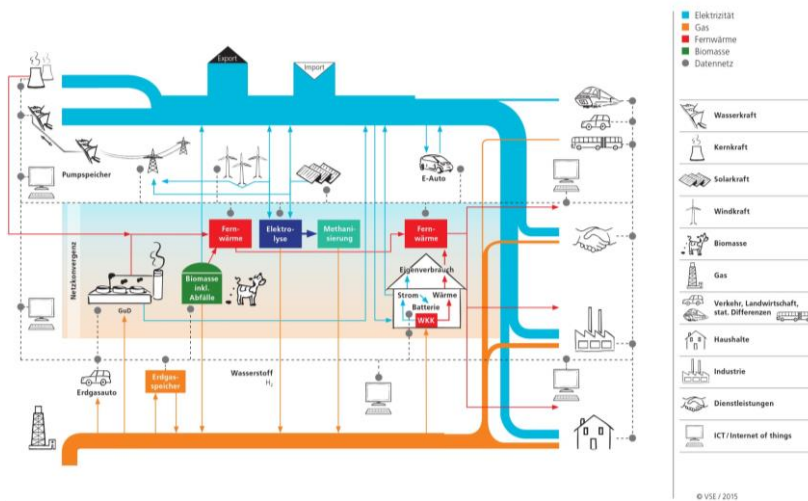 Export
Import
Pumpspeicher
E-Auto
Netzkonvergenz
Fern-
wärme
Elektro-
lyse
Methani-
sierung
Fern-
wärme
Biomasse
inkl.
Abfälle
GuD
Eigenverbrauch
Strom
Wärme
Batterie
WKK
Erdgasauto
Erdgas-
speicher
Wasserstoff
H₂
Elektrizität
Gas
Fernwärme
Biomasse
Datennetz
Wasserkraft
Kernkraft
Solarkraft
Windkraft
Biomasse
Gas
Verkehr, Landwirtschaft,
stat. Differenzen
Haushalte
Industrie
Dienstleistungen
ICT/Internet of things
© VSE / 2015